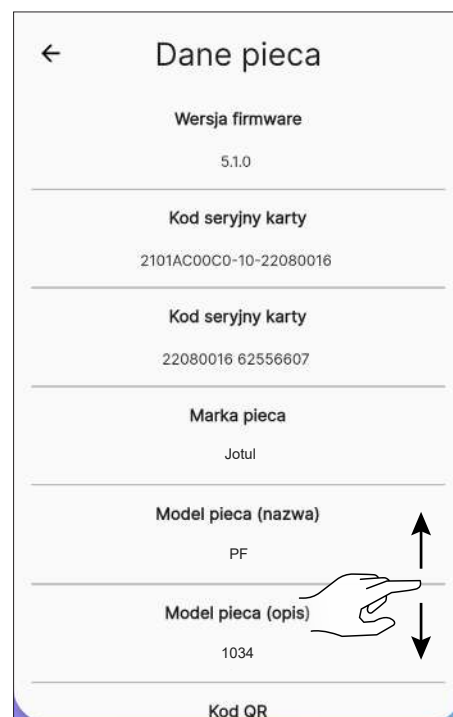 Dane pieca
Wersja firmware
5.1.0
Kod seryjny karty
2101AC00C0-10-22080016
Kod seryjny karty
22080016 62556607
Marka pieca
Jotul
Model pieca (nazwa)
PF
Model pieca (opis)
1034
Kod QR